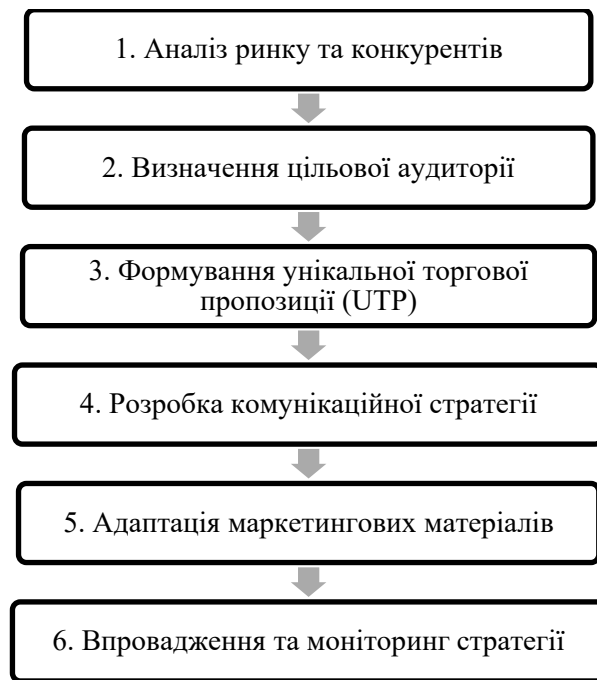 1. Аналіз ринку та конкурентів
2. Визначення цільової аудиторії
3. Формування унікальної торгової
пропозиції (UTP)
4. Розробка комунікаційної стратегії
5. Адаптація маркетингових матеріалів
6. Впровадження та моніторинг стратегії